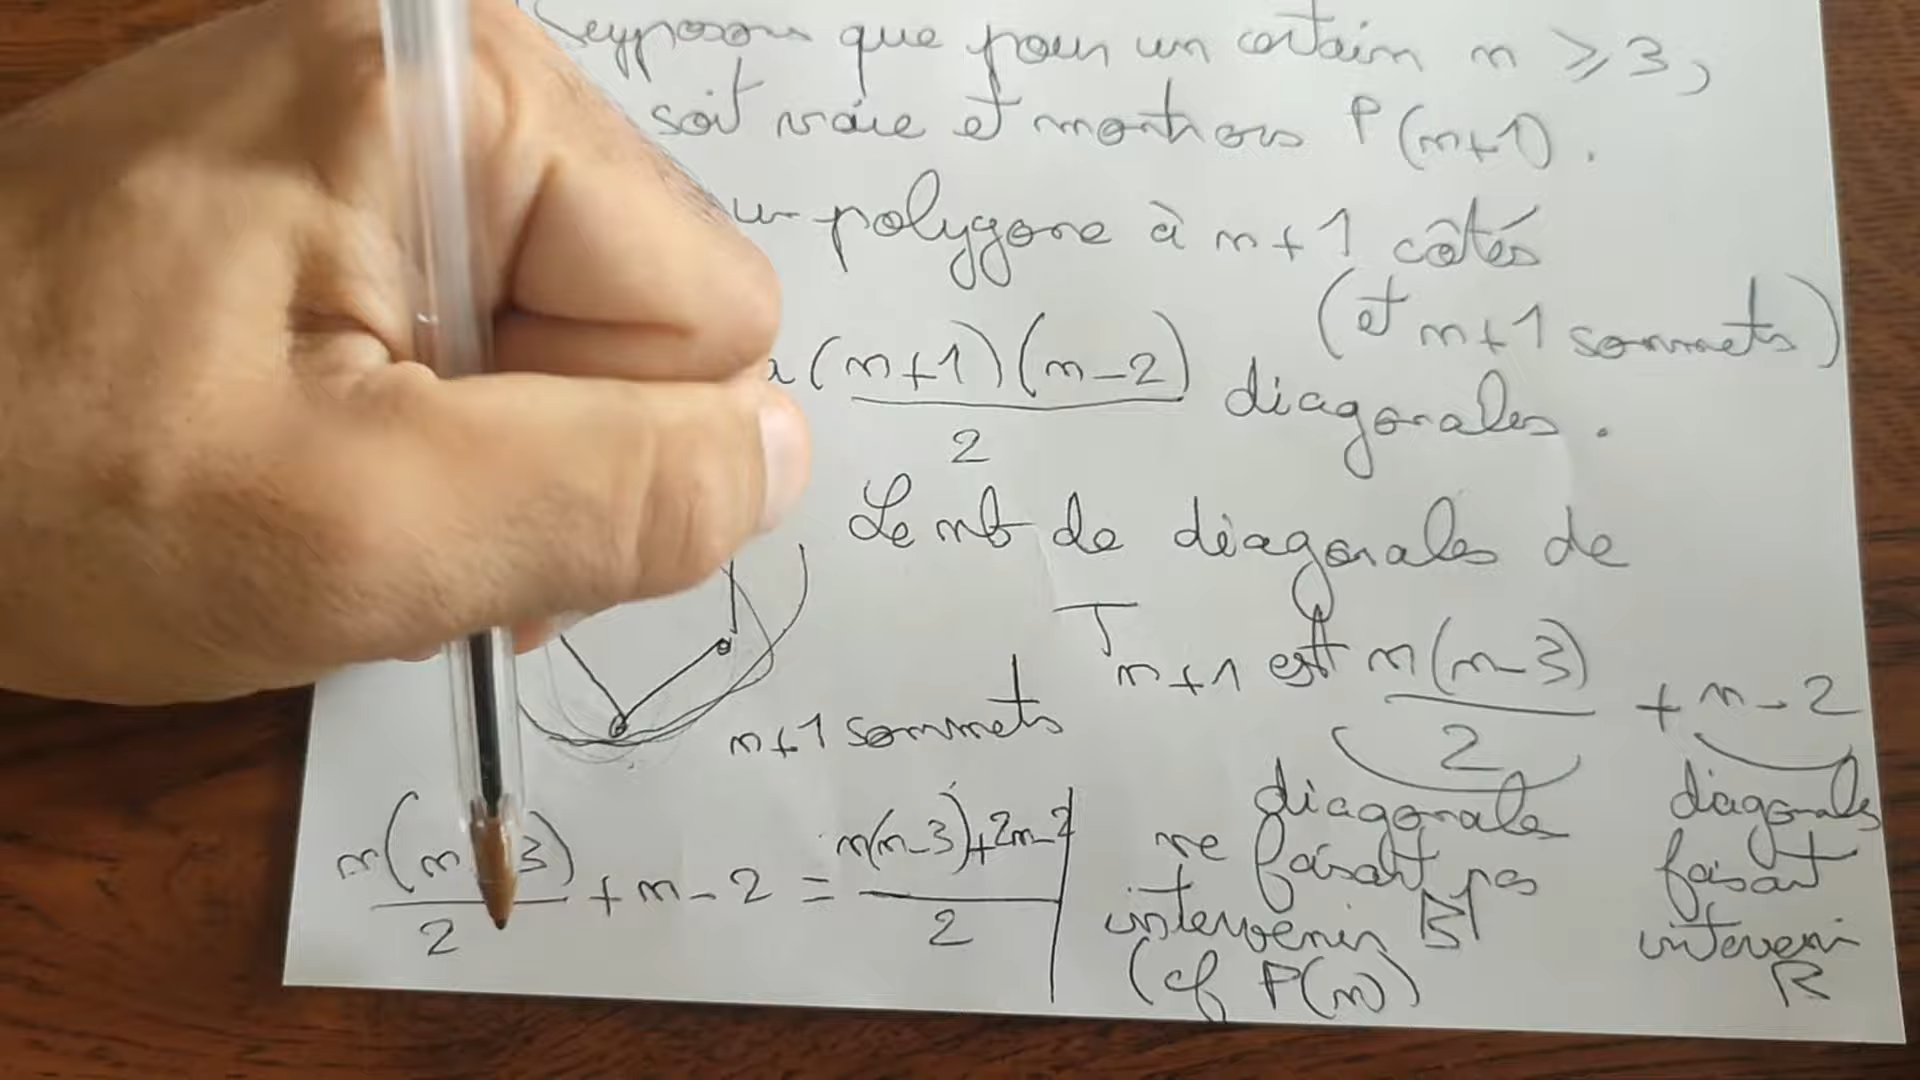 Supposons que pour un certain n ⩾ 3,
soit vraie et montrons P(n+1).
un polygone à n+1 côtés
(et n+1 sommets)
a (n+1)(n-2)/2 diagonales.
Le nb de diagonales de
T n+1 est n(n-3)/2 + n-2
n+1 sommets
diagonales
ne faisant pas
intervenir
(cf P(n))
diagonales
faisant
intervenir
R
n(n-3)/2 + n-2 = n(n-3)+2n-2/2